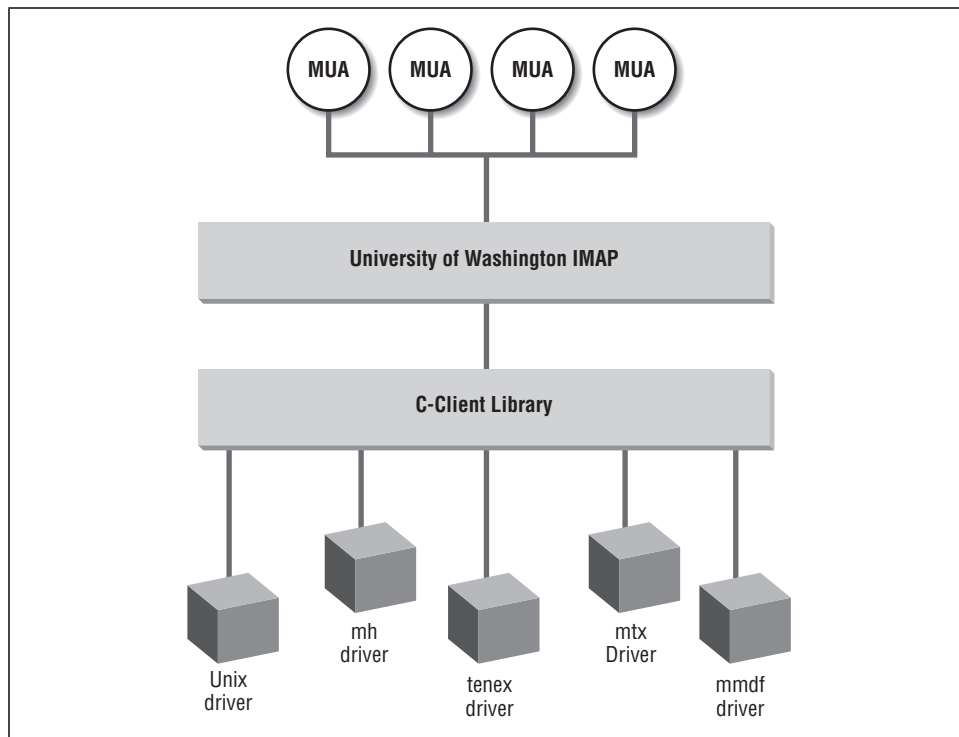 MUA MUA MUA MUA
University of Washington IMAP
C-Client Library
Unix
driver
mh
driver
tenex
driver
mtx
Driver
mmdf
driver